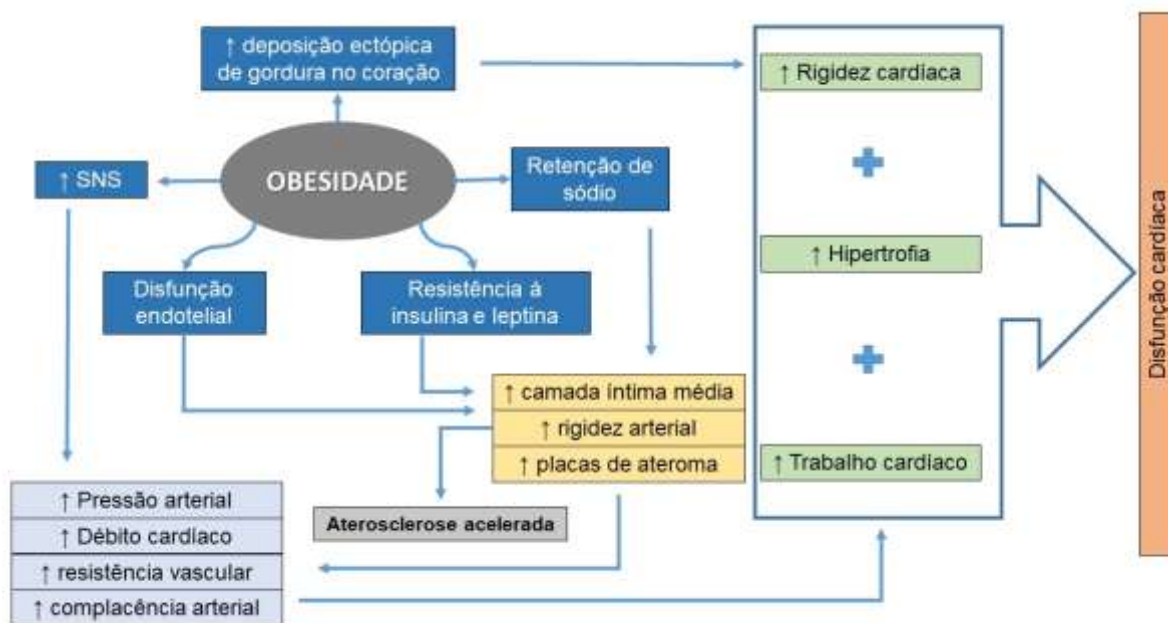 ↑ deposição ectópica
de gordura no coração
↑ Rigidez cardíaca
↑ SNS
OBESIDADE
Retenção de
sódio
↑ Hipertrofia
Disfunção
endotelial
Resistência á
insulina e leptina
↑ camada íntima média
↑ rigidez arterial
↑ placas de ateroma
↑ Trabalho cardiaco
↑ Pressão arterial
↑ Débito cardíaco
↑ resistência vascular
↑ complacência arterial
Aterosclerose acelerada
Disfunção cardíaca